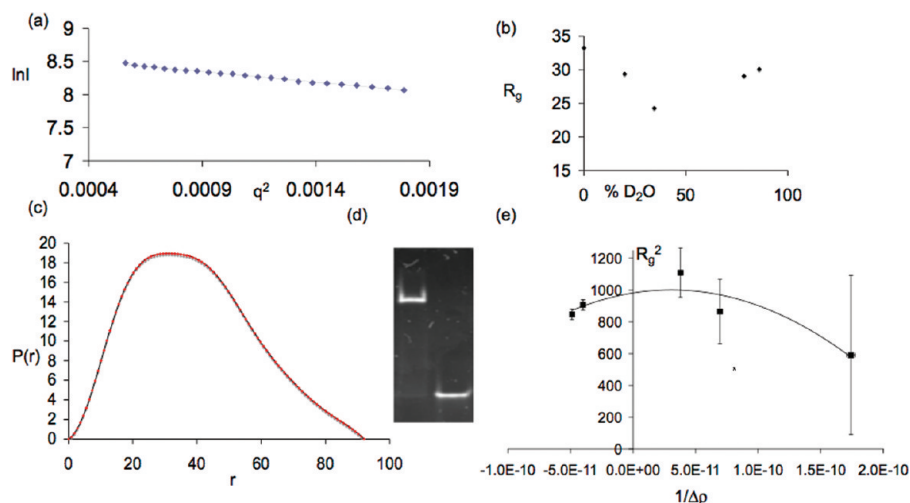 (a)
9
8.5
lnI
8
7.5
7
0.0004
0.0009
q²
0.0014
0.0019
(b)
35
30
Rg
25
20
15
0
% D₂O
50
100
(c)
20
18
16
14
12
P(r)
10
8
6
4
2
0
0
20
40
60
80
100
r
(d)
(e)
Rg²
1200
1000
800
600
400
200
0
-1.0E-10
-5.0E-11
0.0E+00
5.0E-11
1.0E-10
1.5E-10
2.0E-10
1/Δρ